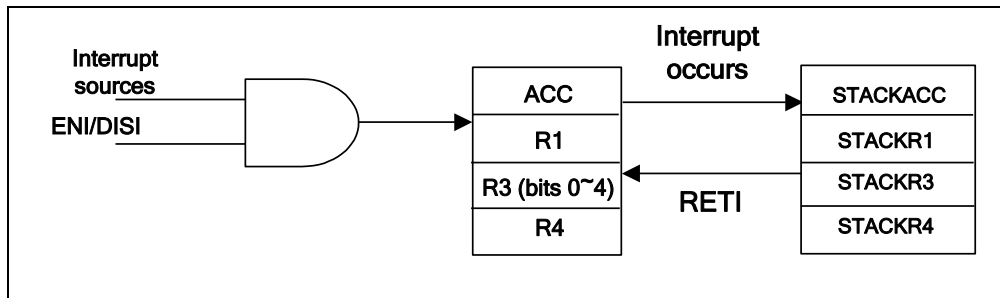 Interrupt
sources
ENI/DISI
ACC
R1
R3 (bits 0~4)
R4
Interrupt
occurs
RETI
STACKACC
STACKR1
STACKR3
STACKR4